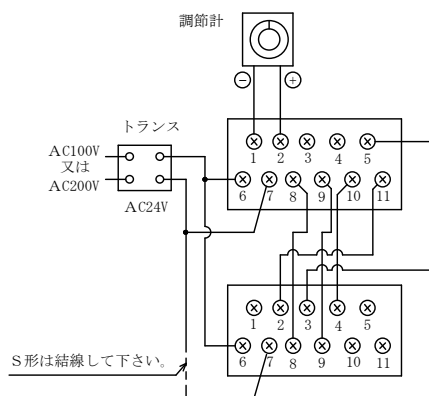 調節計
⊖ ⊕
トランス
AC100V
又は
AC200V
AC24V
1 2 3 4 5
6 7 8 9 10 11
1 2 3 4 5
6 7 8 9 10 11
S形は結線して下さい。